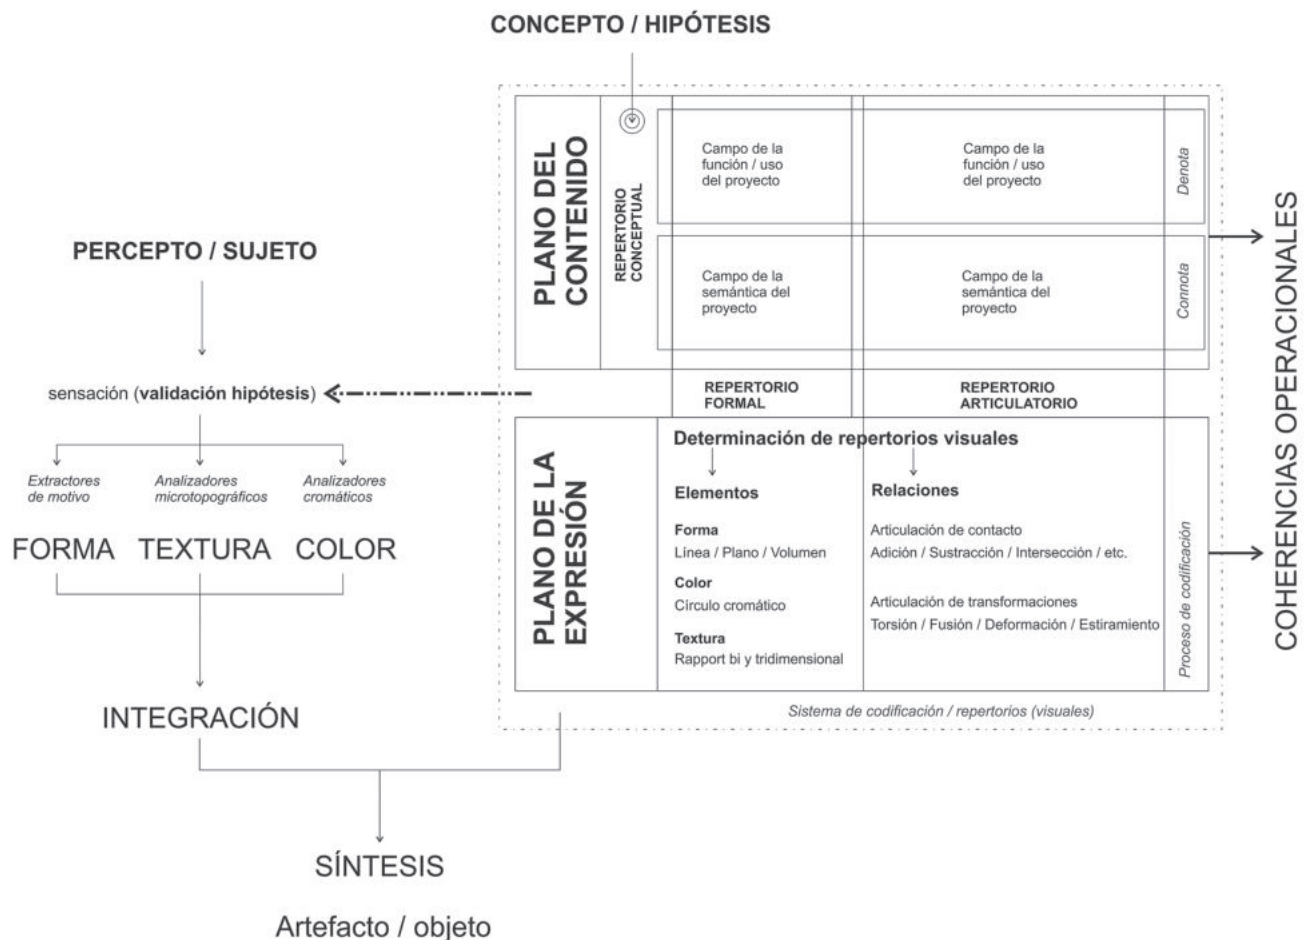 CONCEPTO / HIPÓTESIS
PLANO DEL
CONTENIDO
REPERTORIO
CONCEPTUAL
Campo de la
función / uso
del proyecto
Campo de la
función / uso
del proyecto
Denota
Campo de la
semántica del
proyecto
Campo de la
semántica del
proyecto
Connota
REPERTORIO
FORMAL
REPERTORIO
ARTICULATORIO
PLANO DE LA
EXPRESIÓN
Determinación de repertorios visuales
Elementos
Forma
Línea / Plano / Volumen
Color
Círculo cromático
Textura
Rapport bi y tridimensional
Relaciones
Articulación de contacto
Adición / Sustracción / Intersección / etc.
Articulación de transformaciones
Torsión / Fusión / Deformación / Estiramiento
Proceso de codificación
Sistema de codificación / repertorios (visuales)
COHERENCIAS OPERACIONALES
PERCEPTO / SUJETO
sensación (validación hipótesis)
Extractores
de motivo
Analizadores
microtopográficos
Analizadores
cromáticos
FORMA
TEXTURA
COLOR
INTEGRACIÓN
SÍNTESIS
Artefacto / objeto